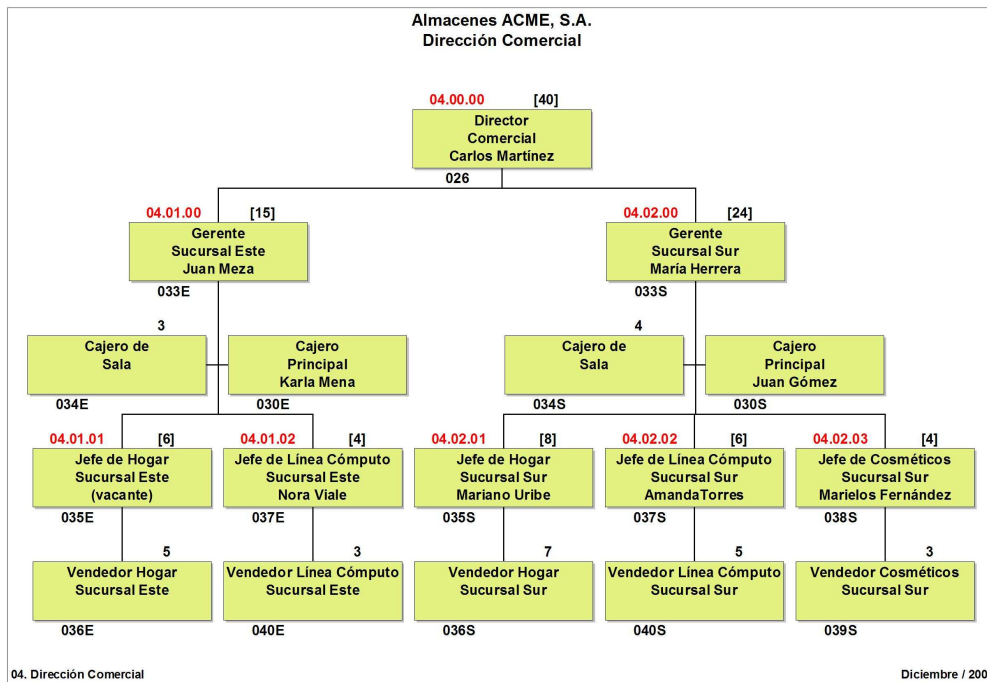 Almacenes ACME, S.A.
Dirección Comercial
04.00.00 [40]
Director
Comercial
Carlos Martínez
026
04.01.00 [15]
Gerente
Sucursal Este
Juan Meza
033E
04.02.00 [24]
Gerente
Sucursal Sur
María Herrera
033S
3
Cajero de
Sala
034E
Cajero
Principal
Karla Mena
030E
4
Cajero de
Sala
034S
Cajero
Principal
Juan Gómez
030S
04.01.01 [6]
Jefe de Hogar
Sucursal Este
(vacante)
035E
04.01.02 [4]
Jefe de Línea Cómputo
Sucursal Este
Nora Viale
037E
04.02.01 [8]
Jefe de Hogar
Sucursal Sur
Mariano Uribe
035S
04.02.02 [6]
Jefe de Línea Cómputo
Sucursal Sur
AmandaTorres
037S
04.02.03 [4]
Jefe de Cosméticos
Sucursal Sur
Marielos Fernández
038S
5
Vendedor Hogar
Sucursal Este
036E
3
Vendedor Línea Cómputo
Sucursal Este
040E
7
Vendedor Hogar
Sucursal Sur
036S
5
Vendedor Línea Cómputo
Sucursal Sur
040S
3
Vendedor Cosméticos
Sucursal Sur
039S
04. Dirección Comercial
Diciembre / 200